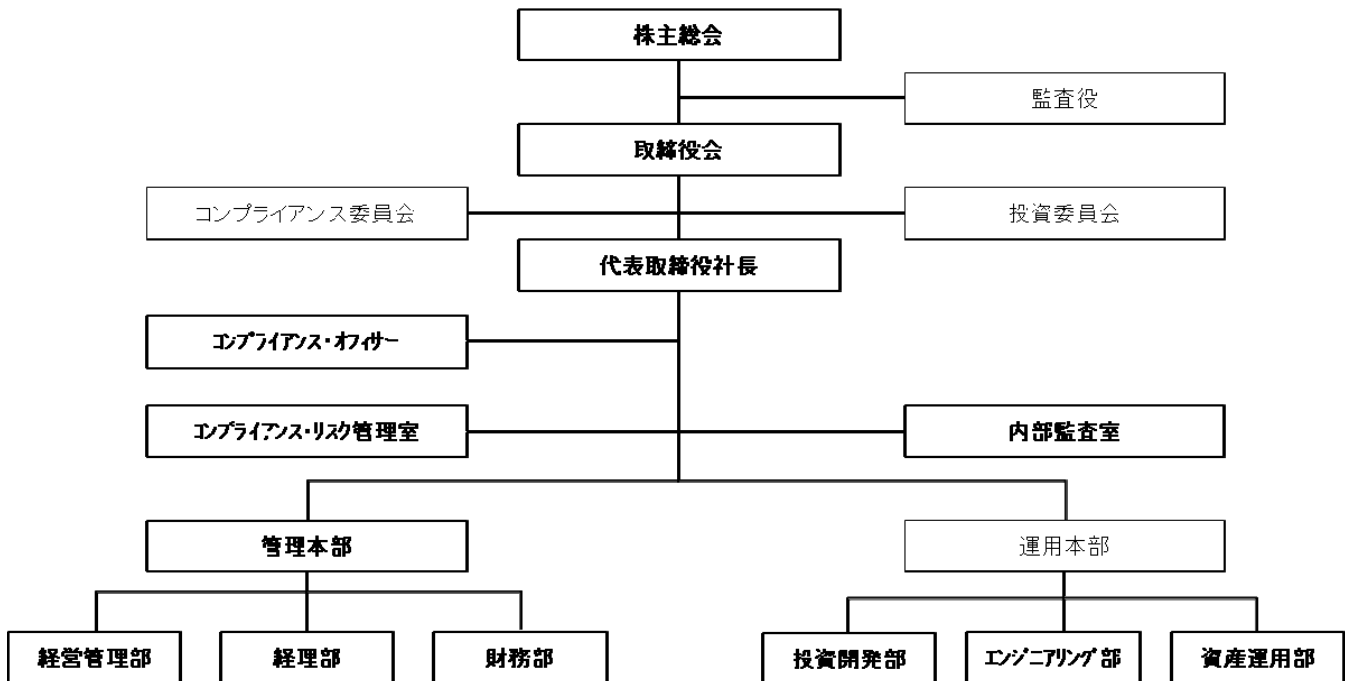 株主総会
監査役
取締役会
コンプライアンス委員会
投資委員会
代表取締役社長
コンプライアンス・オフィサー
コンプライアンス・リスク管理室
内部監査室
管理本部
運用本部
経営管理部
経理部
財務部
投資開発部
エンジニアリング部
資産運用部